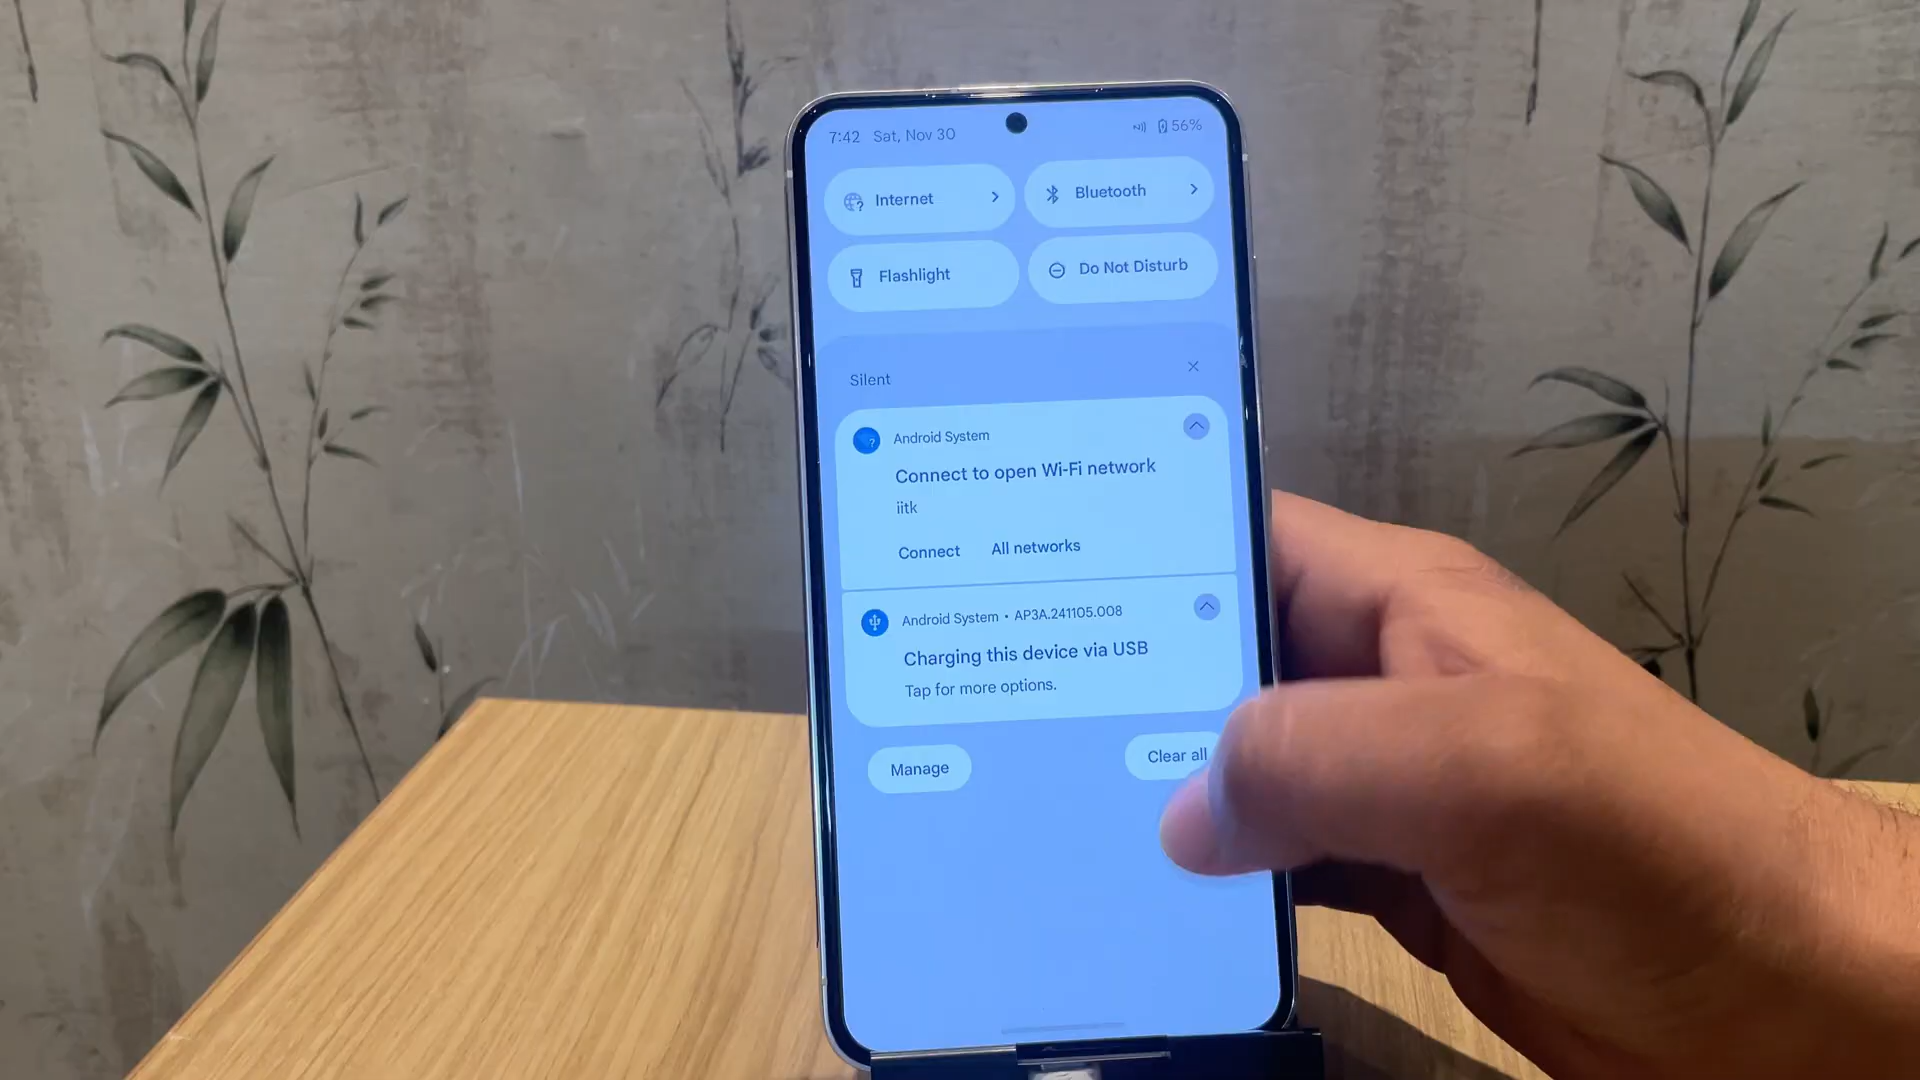 7:42 Sat, Nov 30 56%
Internet Bluetooth
Flashlight Do Not Disturb
Silent
Android System
Connect to open Wi-Fi network
iitk
Connect All networks
Android System • AP3A.241105.008
Charging this device via USB
Tap for more options.
Manage Clear all